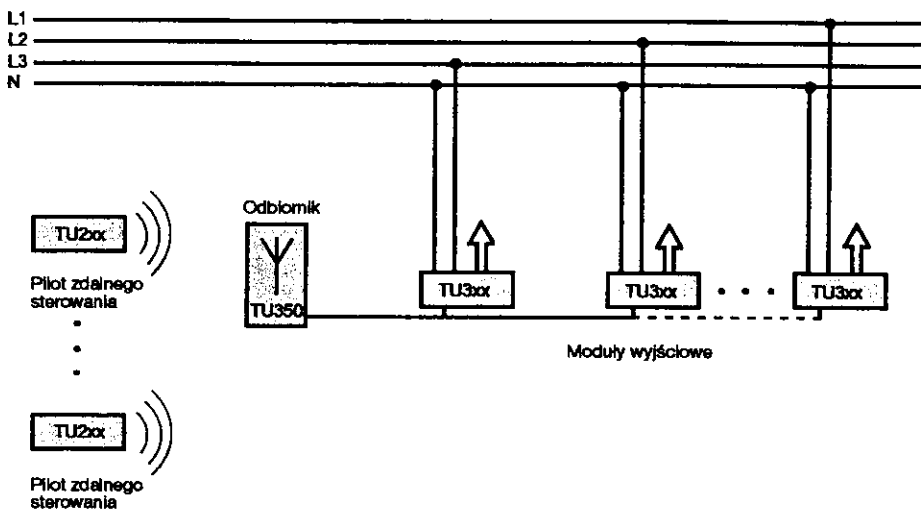 L1
L2
L3
N
Odbiornik
TU2xx
Pilot zdalnego
sterowania
TU350
TU3xx
TU3xx
TU3xx
Moduły wyjściowe
TU2xx
Pilot zdalnego
sterowania